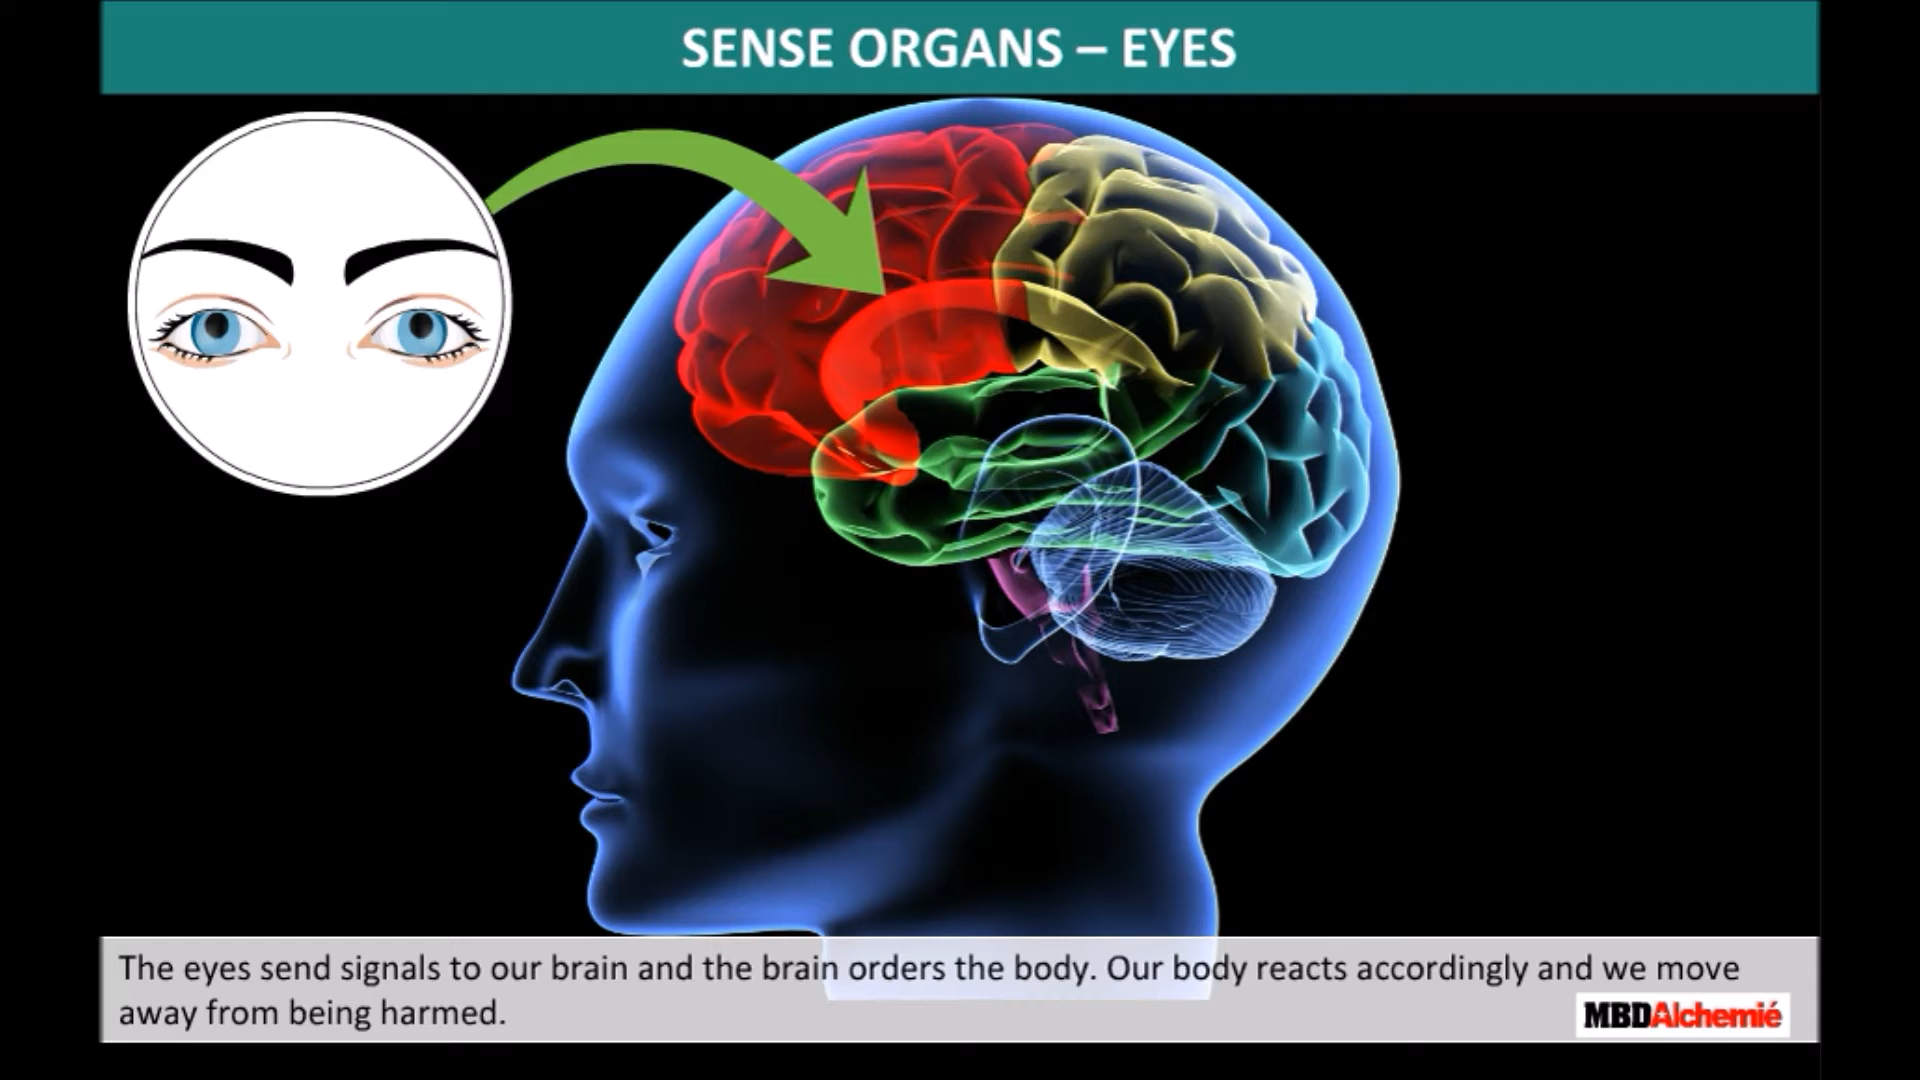 SENSE ORGANS – EYES
The eyes send signals to our brain and the brain orders the body. Our body reacts accordingly and we move
away from being harmed.
MBDAlchemié